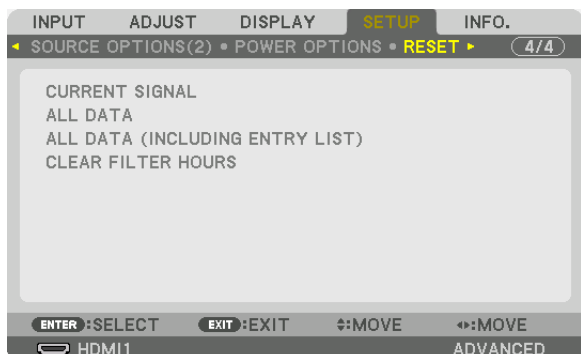 INPUT ADJUST DISPLAY SETUP INFO.
SOURCE OPTIONS(2) • POWER OPTIONS • RESET 4/4
CURRENT SIGNAL
ALL DATA
ALL DATA (INCLUDING ENTRY LIST)
CLEAR FILTER HOURS
ENTER :SELECT EXIT :EXIT :MOVE :MOVE
HDMI1 ADVANCED